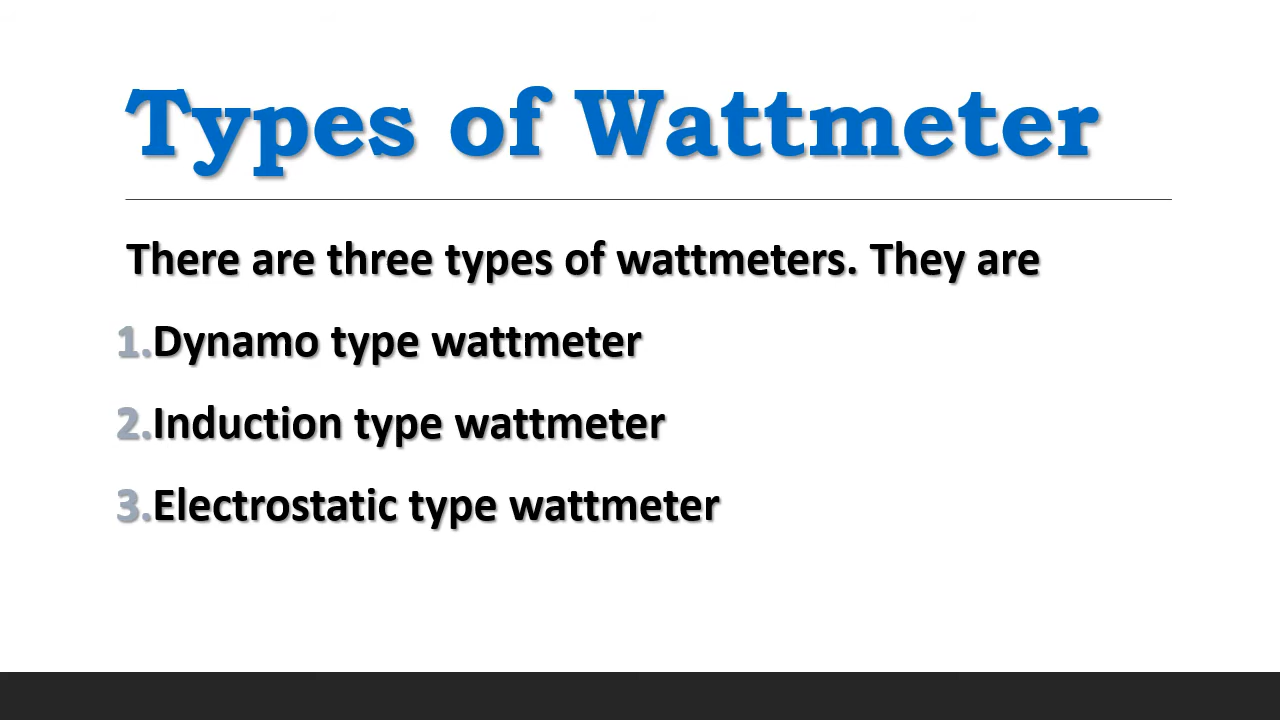 Types of Wattmeter
There are three types of wattmeters. They are
1.Dynamo type wattmeter
2.Induction type wattmeter
3.Electrostatic type wattmeter